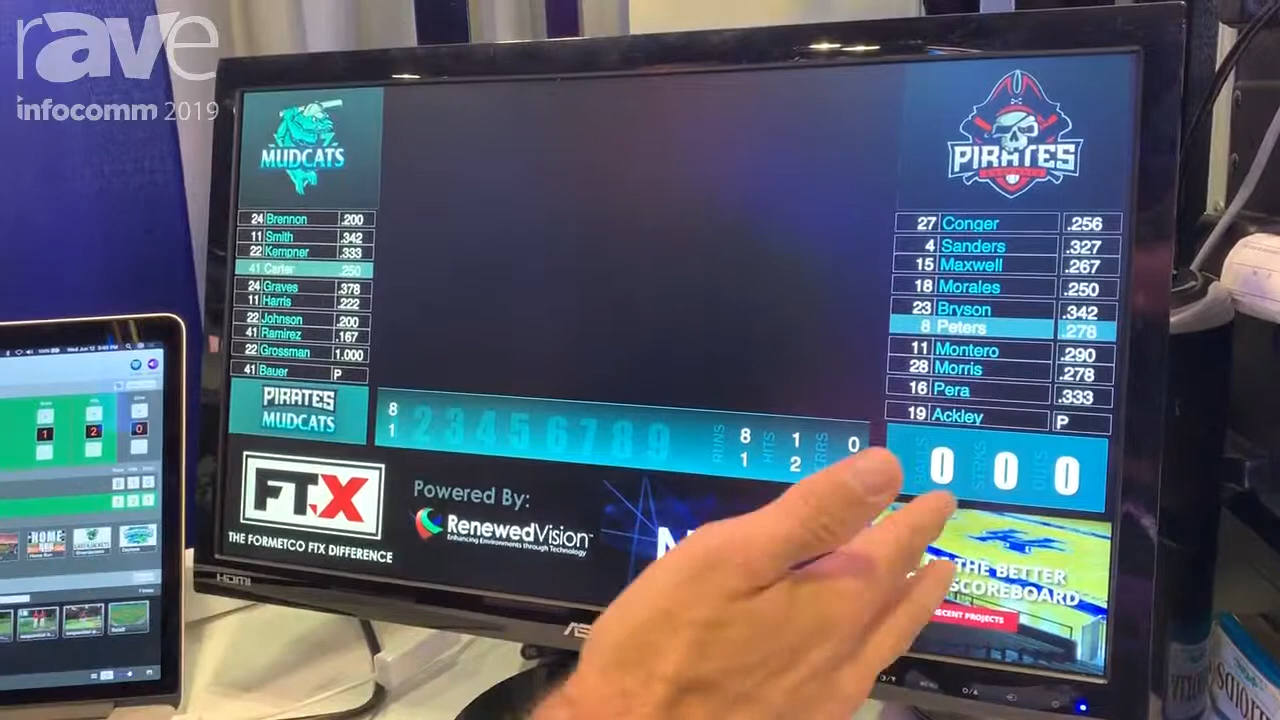 rave
infocomm 2019
MUDCATS
PIRATES
24 Brennon .200
11 Smith .342
22 Kempner .333
41 Carter .250
24 Graves .378
11 Harris .222
22 Johnson .200
41 Ramirez .167
22 Grossman 1.000
41 Bauer P
27 Conger .256
4 Sanders .327
15 Maxwell .267
18 Morales .250
23 Bryson .342
8 Peters .278
11 Montero .290
28 Morris .278
16 Pera .333
19 Ackley P
PIRATES
MUDCATS
8 2 3 4 5 6 7 8 9 RUNS 8 HITS 1 ERRS 0
1 1 2
BALLS 0 STRKS 0 OUTS 0
FTX
THE FORMETCO FTX DIFFERENCE
Powered By:
RenewedVision
Enhancing Environments through Technology
THE BETTER
SCOREBOARD
RECENT PROJECTS
HDMI
1 2 0
HOME